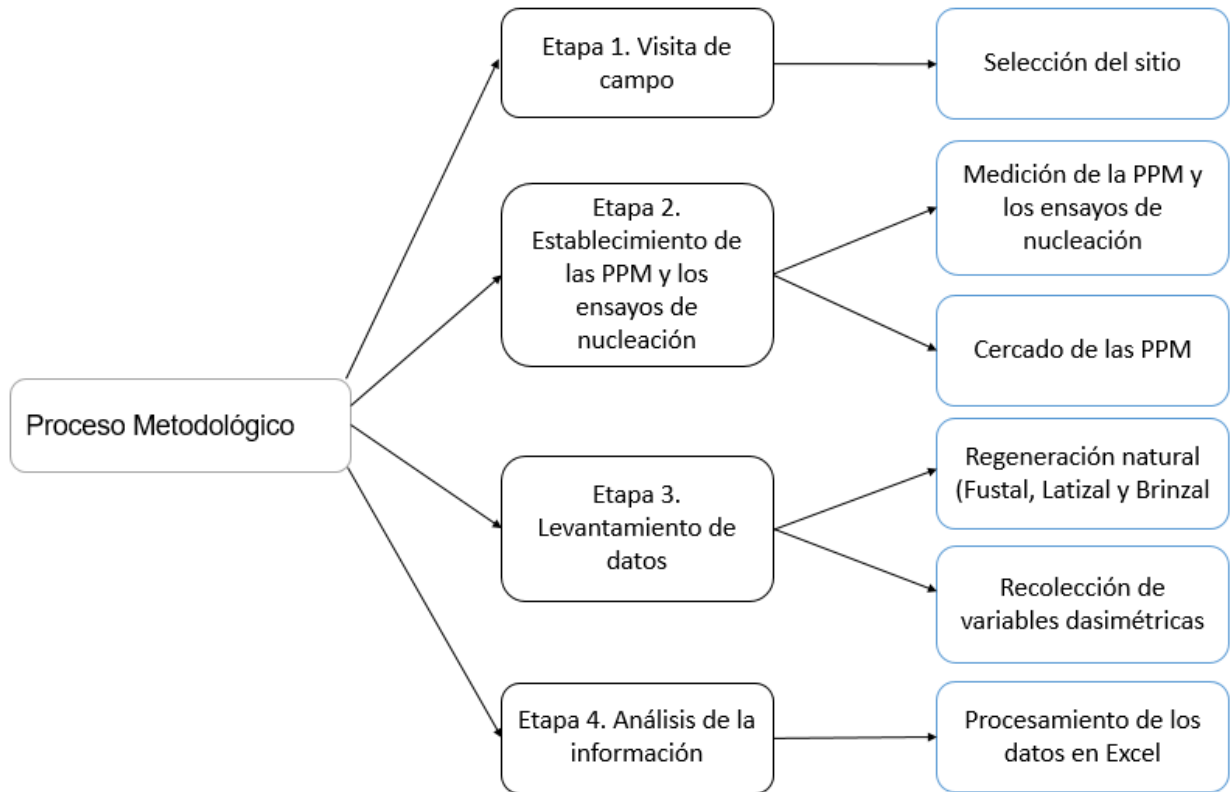 Proceso Metodológico
Etapa 1. Visita de
campo
Selección del sitio
Etapa 2.
Establecimiento de
las PPM y los
ensayos de
nucleación
Medición de la PPM y
los ensayos de
nucleación
Cercado de las PPM
Etapa 3.
Levantamiento de
datos
Regeneración natural
(Fustal, Latizal y Brinzal
Recolección de
variables dasimétricas
Etapa 4. Análisis de la
información
Procesamiento de los
datos en Excel